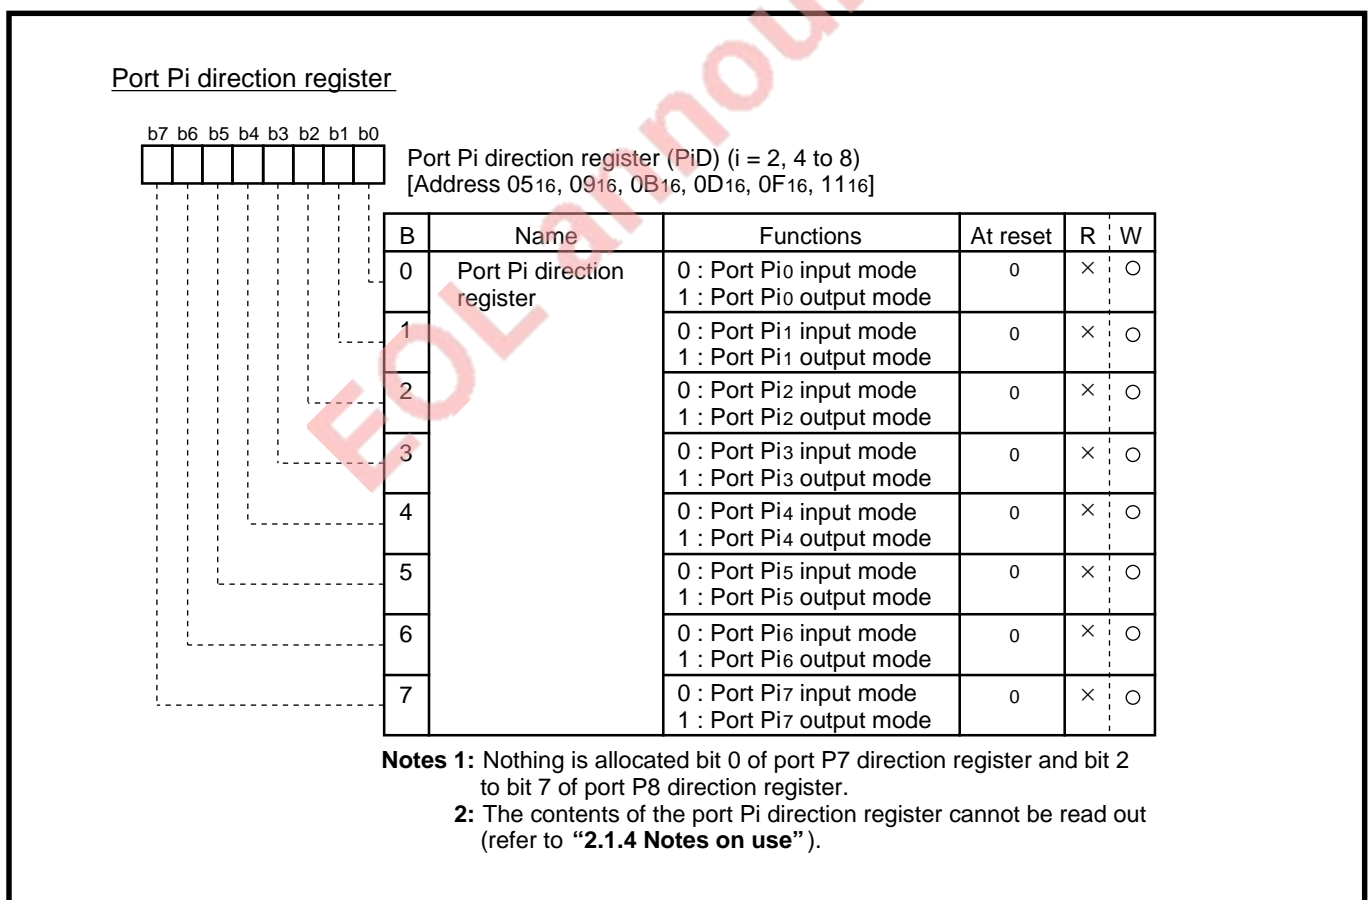 Port Pi direction register
b7 b6 b5 b4 b3 b2 b1 b0
Port Pi direction register (PiD) (i = 2, 4 to 8)
[Address 0516, 0916, 0B16, 0D16, 0F16, 1116]
B Name Functions At reset R W
0 Port Pi direction register 0 : Port Pi0 input mode 0 × ○
1 : Port Pi0 output mode
1 0 : Port Pi1 input mode 0 × ○
1 : Port Pi1 output mode
2 0 : Port Pi2 input mode 0 × ○
1 : Port Pi2 output mode
3 0 : Port Pi3 input mode 0 × ○
1 : Port Pi3 output mode
4 0 : Port Pi4 input mode 0 × ○
1 : Port Pi4 output mode
5 0 : Port Pi5 input mode 0 × ○
1 : Port Pi5 output mode
6 0 : Port Pi6 input mode 0 × ○
1 : Port Pi6 output mode
7 0 : Port Pi7 input mode 0 × ○
1 : Port Pi7 output mode
Notes 1: Nothing is allocated bit 0 of port P7 direction register and bit 2
to bit 7 of port P8 direction register.
2: The contents of the port Pi direction register cannot be read out
(refer to “2.1.4 Notes on use”).
EOL